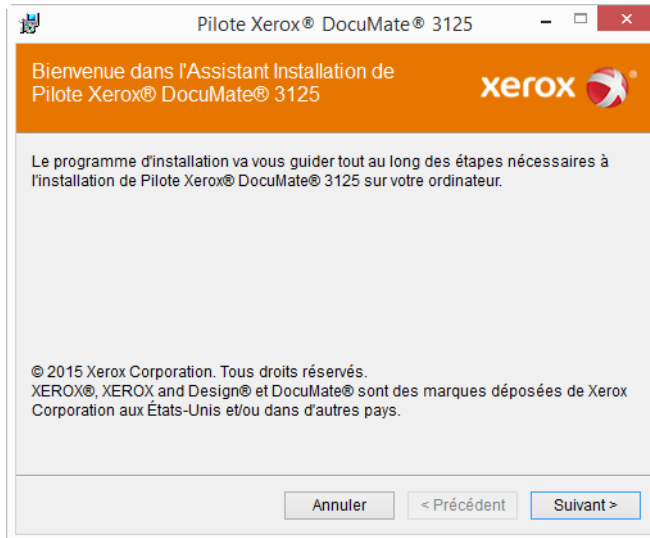 Pilote Xerox® DocuMate® 3125
Bienvenue dans l'Assistant Installation de
Pilote Xerox® DocuMate® 3125
xerox
Le programme d'installation va vous guider tout au long des étapes nécessaires à
l'installation de Pilote Xerox® DocuMate® 3125 sur votre ordinateur.
© 2015 Xerox Corporation. Tous droits réservés.
XEROX®, XEROX and Design® et DocuMate® sont des marques déposées de Xerox
Corporation aux États-Unis et/ou dans d'autres pays.
Annuler
< Précédent
Suivant >